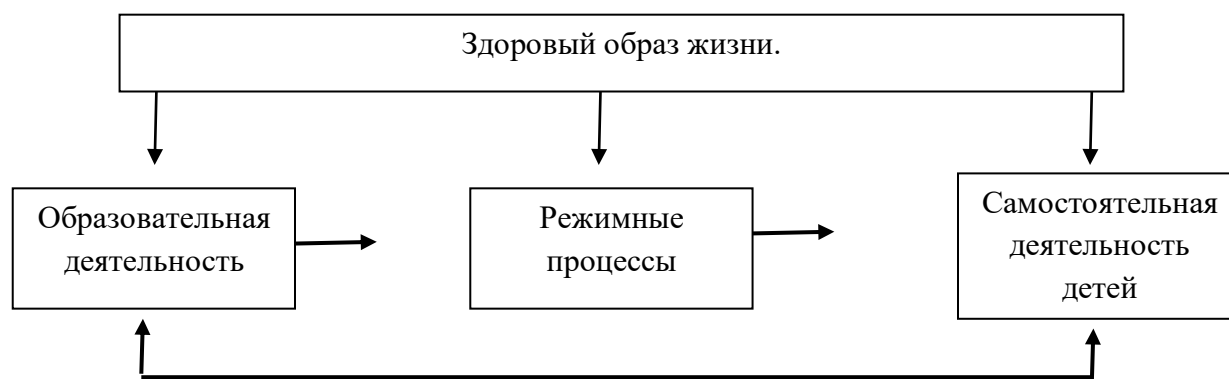 Здоровый образ жизни.
Образовательная
деятельность
Режимные
процессы
Самостоятельная
деятельность
детей